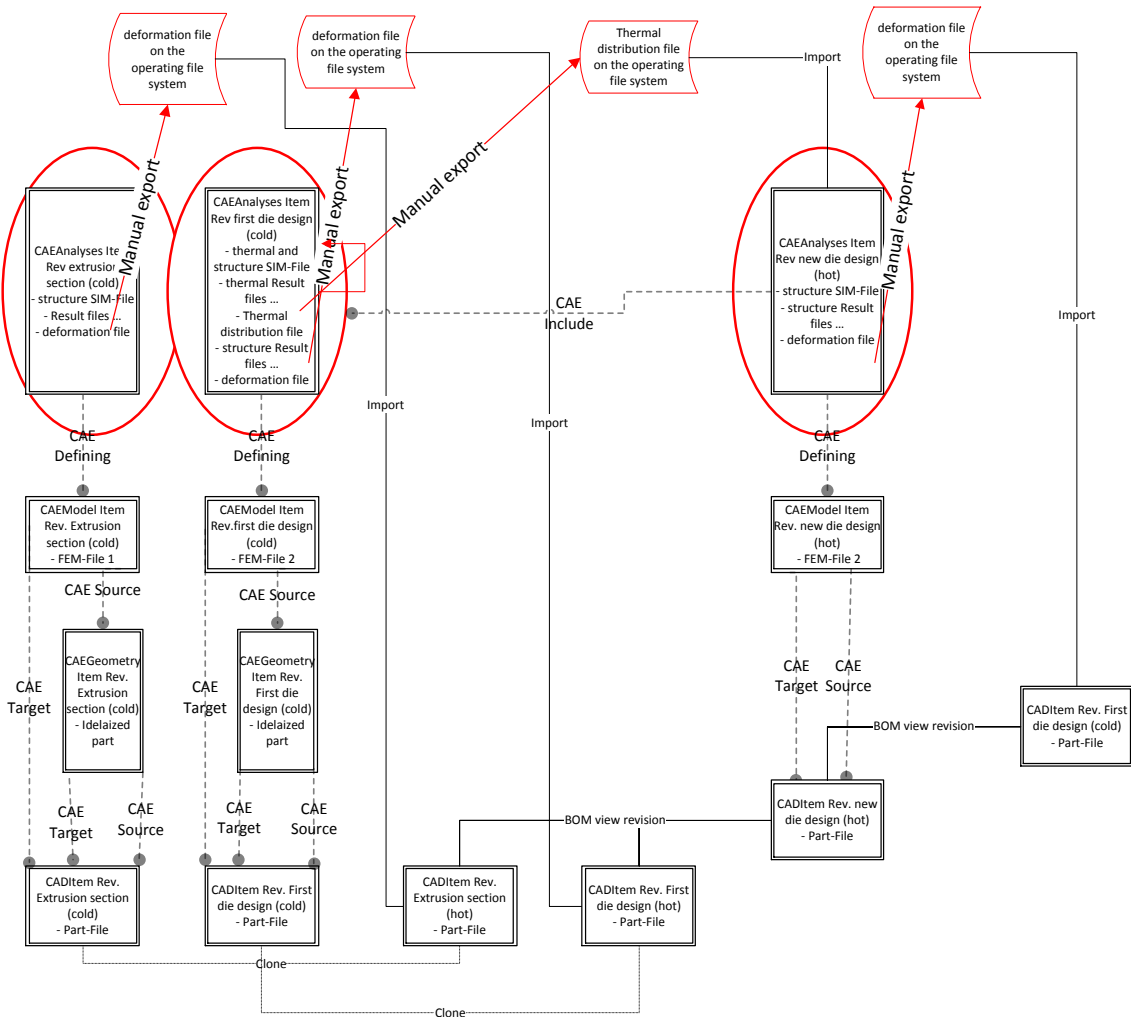 deformation file
on the
operating file
system
deformation file
on the operating
file system
Thermal
distribution file
on the operating
file system
deformation file
on the
operating file
system
Import
Manual export
Manual export
Manual export
Manual export
CAEAnalyses Ite
Rev extrusion
section (cold)
- structure SIM-File
- Result files ...
- deformation file
CAEAnalyses Item
Rev first die design
(cold)
- thermal and
structure SIM-File
- thermal Result
files ...
- Thermal
distribution file
- structure Result
files ...
- deformation file
CAEAnalyses Item
Rev new die design
(hot)
- structure SIM-File
- structure Result
files ...
- deformation file
CAE
Include
Import
Import
Import
CAE
Defining
CAE
Defining
CAE
Defining
CAEModel Item
Rev. Extrusion
section (cold)
- FEM-File 1
CAEModel Item
Rev.first die design
(cold)
- FEM-File 2
CAEModel Item
Rev. new die design
(hot)
- FEM-File 2
CAE Source
CAE Source
CAEGeometry
Item Rev.
Extrusion
section (cold)
- Idelaized
part
CAEGeometry
Item Rev.
First die
design (cold)
- Idelaized
part
CAE
Target
CAE
Target
CAE
Target
CAE
Source
CADItem Rev. First
die design (cold)
- Part-File
BOM view revision
CADItem Rev. new
die design (hot)
- Part-File
BOM view revision
CAE
Target
CAE
Source
CAE
Target
CAE
Source
CADItem Rev.
Extrusion section
(cold)
- Part-File
CADItem Rev. First
die design (cold)
- Part-File
CADItem Rev.
Extrusion section
(hot)
- Part-File
CADItem Rev. First
die design (hot)
- Part-File
Clone
Clone